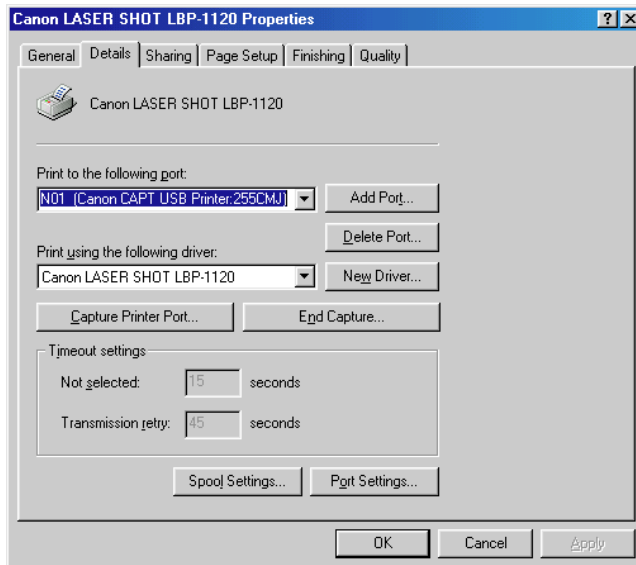 Canon LASER SHOT LBP-1120 Properties
General Details Sharing Page Setup Finishing Quality
Canon LASER SHOT LBP-1120
Print to the following port:
N01 (Canon CAPT USB Printer:255CMJ) Add Port...
Delete Port...
Print using the following driver:
Canon LASER SHOT LBP-1120 New Driver...
Capture Printer Port... End Capture...
Timeout settings
Not selected: 15 seconds
Transmission retry: 45 seconds
Spool Settings... Port Settings...
OK Cancel Apply